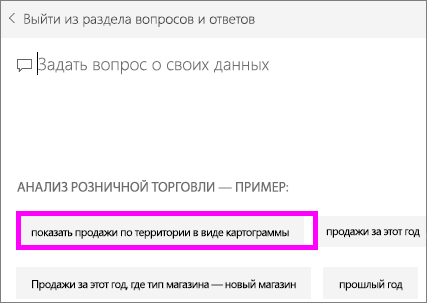 Выйти из раздела вопросов и ответов
Задать вопрос о своих данных
АНАЛИЗ РОЗНИЧНОЙ ТОРГОВЛИ — ПРИМЕР:
показать продажи по территории в виде картограммы
продажи за этот год
Продажи за этот год, где тип магазина — новый магазин
прошлый год